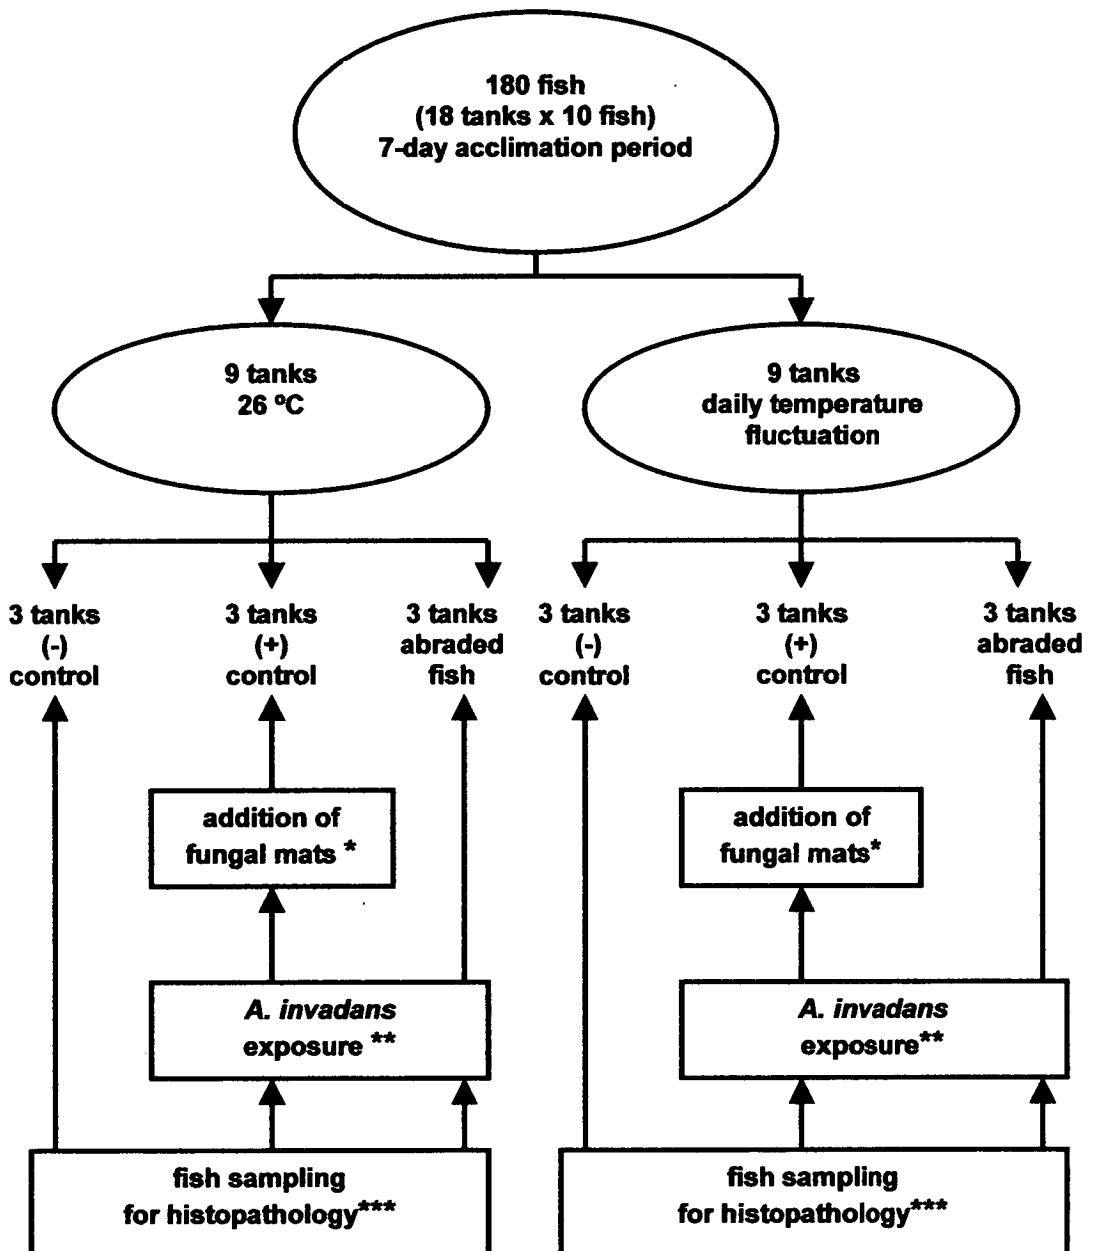 180 fish
(18 tanks x 10 fish)
7-day acclimation period
9 tanks
26 ºC
9 tanks
daily temperature
fluctuation
3 tanks
(-)
control
3 tanks
(+)
control
3 tanks
abraded
fish
3 tanks
(-)
control
3 tanks
(+)
control
3 tanks
abraded
fish
addition of
fungal mats *
addition of
fungal mats*
A. invadans
exposure **
A. invadans
exposure**
fish sampling
for histopathology***
fish sampling
for histopathology***